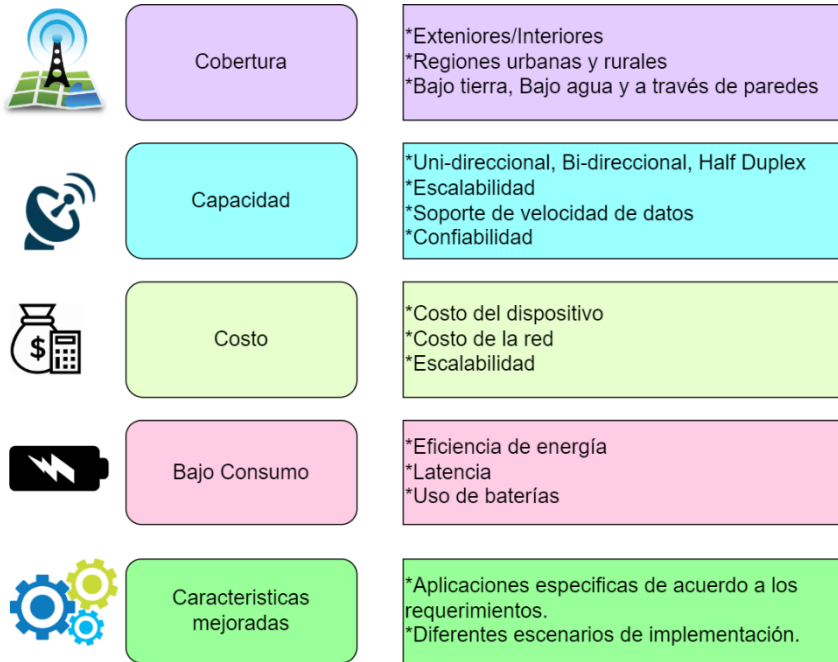 Cobertura
*Exteriores/Interiores
*Regiones urbanas y rurales
*Bajo tierra, Bajo agua y a través de paredes
Capacidad
*Uni-direccional, Bi-direccional, Half Duplex
*Escalabilidad
*Soporte de velocidad de datos
*Confiabilidad
$
Costo
*Costo del dispositivo
*Costo de la red
*Escalabilidad
Bajo Consumo
*Eficiencia de energía
*Latencia
*Uso de baterías
Caracteristicas
mejoradas
*Aplicaciones especificas de acuerdo a los
requerimientos.
*Diferentes escenarios de implementación.